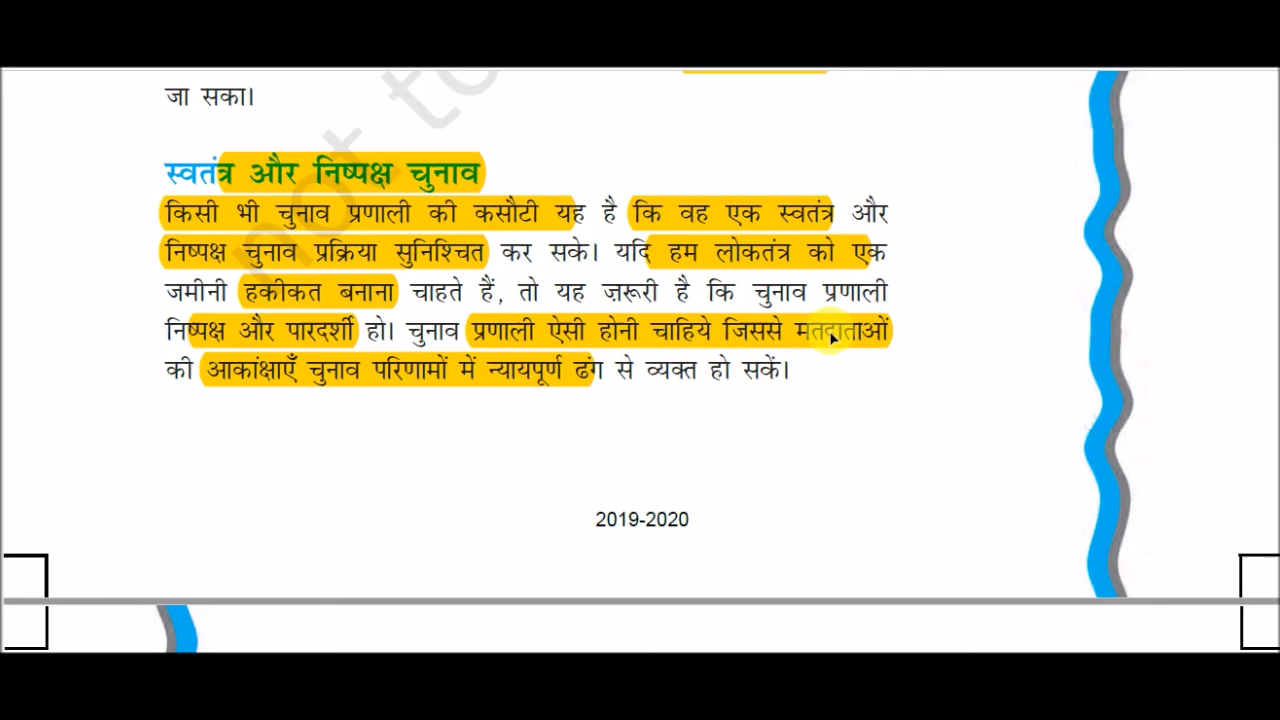 not to
जा सका।
स्वतंत्र और निष्पक्ष चुनाव
किसी भी चुनाव प्रणाली की कसौटी यह है कि वह एक स्वतंत्र और
निष्पक्ष चुनाव प्रक्रिया सुनिश्चित कर सके। यदि हम लोकतंत्र को एक
जमीनी हकीकत बनाना चाहते हैं, तो यह ज़रूरी है कि चुनाव प्रणाली
निष्पक्ष और पारदर्शी हो। चुनाव प्रणाली ऐसी होनी चाहिये जिससे मतदाताओं
की आकांक्षाएँ चुनाव परिणामों में न्यायपूर्ण ढंग से व्यक्त हो सकें।
2019-2020